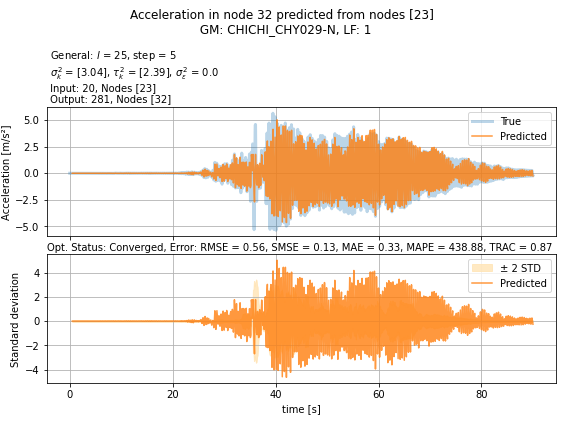 Acceleration in node 32 predicted from nodes [23]
GM: CHICHI_CHY029-N, LF: 1
General: l = 25, step = 5
σ²ₖ = [3.04], τ²ₖ = [2.39], σ²ₑ = 0.0
Input: 20, Nodes [23]
Output: 281, Nodes [32]
Acceleration [m/s²]
5.0
2.5
0.0
−2.5
−5.0
True
Predicted
Opt. Status: Converged, Error: RMSE = 0.56, SMSE = 0.13, MAE = 0.33, MAPE = 438.88, TRAC = 0.87
Standard deviation
4
2
0
−2
−4
± 2 STD
Predicted
0 20 40 60 80
time [s]